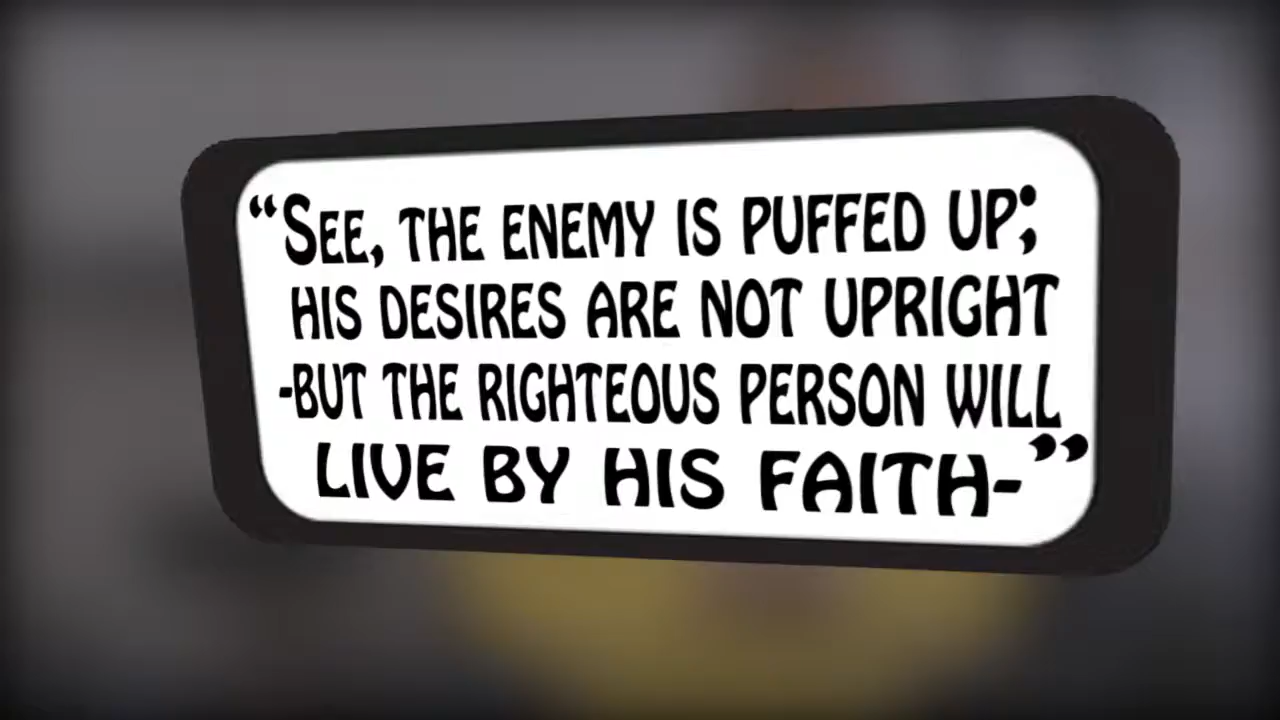 “See, the enemy is puffed up;
his desires are not upright
-but the righteous person will
live by his faith-”